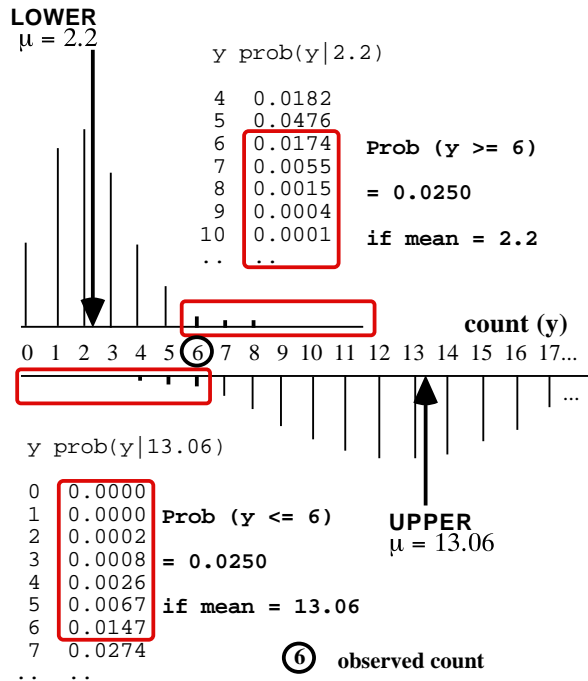 LOWER
μ = 2.2
y prob(y|2.2)
4 0.0182
5 0.0476
6 0.0174
7 0.0055
8 0.0015
9 0.0004
10 0.0001
.. ..
Prob (y >= 6)
= 0.0250
if mean = 2.2
count (y)
0 1 2 3 4 5 6 7 8 9 10 11 12 13 14 15 16 17...
...
y prob(y|13.06)
0 0.0000
1 0.0000
2 0.0002
3 0.0008
4 0.0026
5 0.0067
6 0.0147
7 0.0274
.. ..
Prob (y <= 6)
= 0.0250
if mean = 13.06
UPPER
μ = 13.06
6 observed count